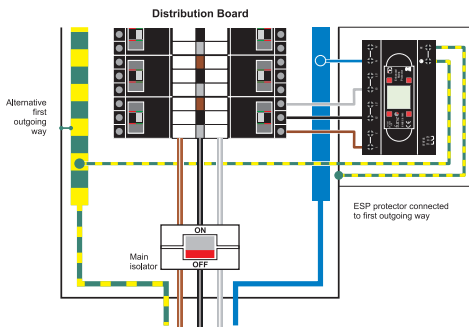 Distribution Board
Alternative
first
outgoing
way
ESP protector connected
to first outgoing way
ON
Main
isolator
OFF